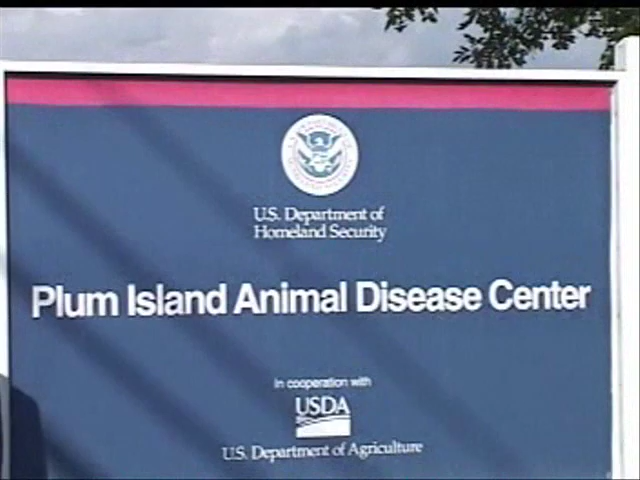 U.S. Department of
Homeland Security
Plum Island Animal Disease Center
In cooperation with
USDA
U.S. Department of Agriculture